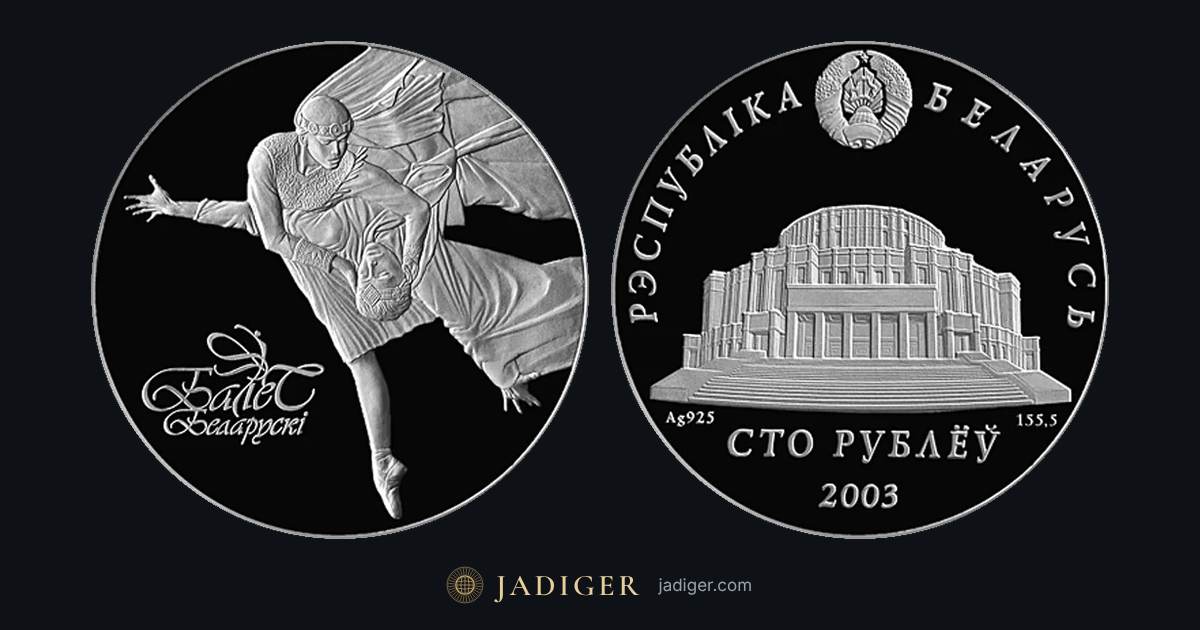 Балет
Беларускі
РЭСПУБЛІКА БЕЛАРУСЬ
Ag925
155,5
СТО РУБЛЁЎ
2003
JADIGER jadiger.com